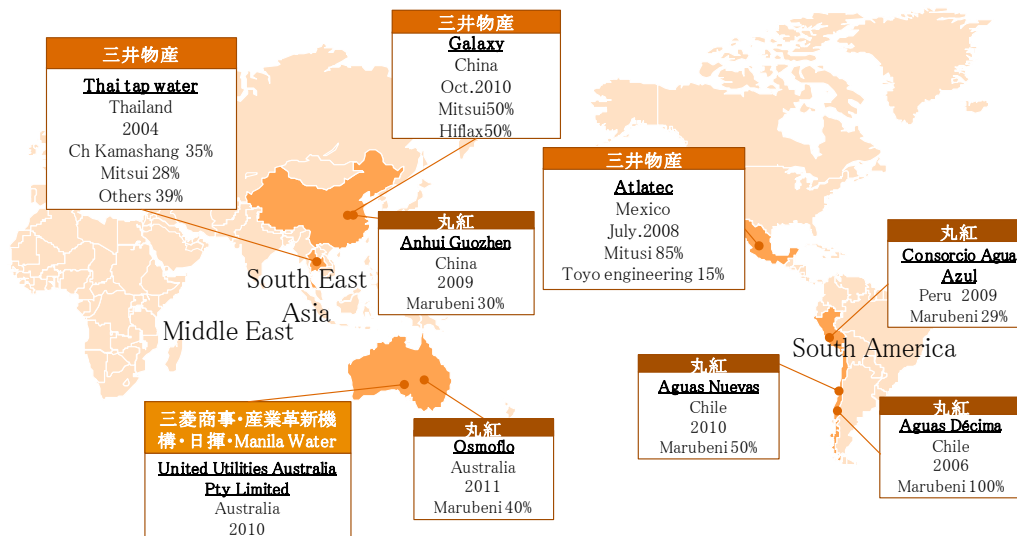 三井物産
Thai tap water
Thailand
2004
Ch Kamashang 35%
Mitsui 28%
Others 39%
三井物産
Galaxy
China
Oct.2010
Mitsui50%
Hiflax50%
三井物産
Atlatec
Mexico
July.2008
Mitusi 85%
Toyo engineering 15%
丸紅
Anhui Guozhen
China
2009
Marubeni 30%
丸紅
Consorcio Agua
Azul
Peru 2009
Marubeni 29%
South East
Asia
Middle East
South America
丸紅
Aguas Nuevas
Chile
2010
Marubeni 50%
丸紅
Aguas Décima
Chile
2006
Marubeni 100%
三菱商事・産業革新機
構・日揮・Manila Water
United Utilities Australia
Pty Limited
Australia
2010
丸紅
Osmoflo
Australia
2011
Marubeni 40%